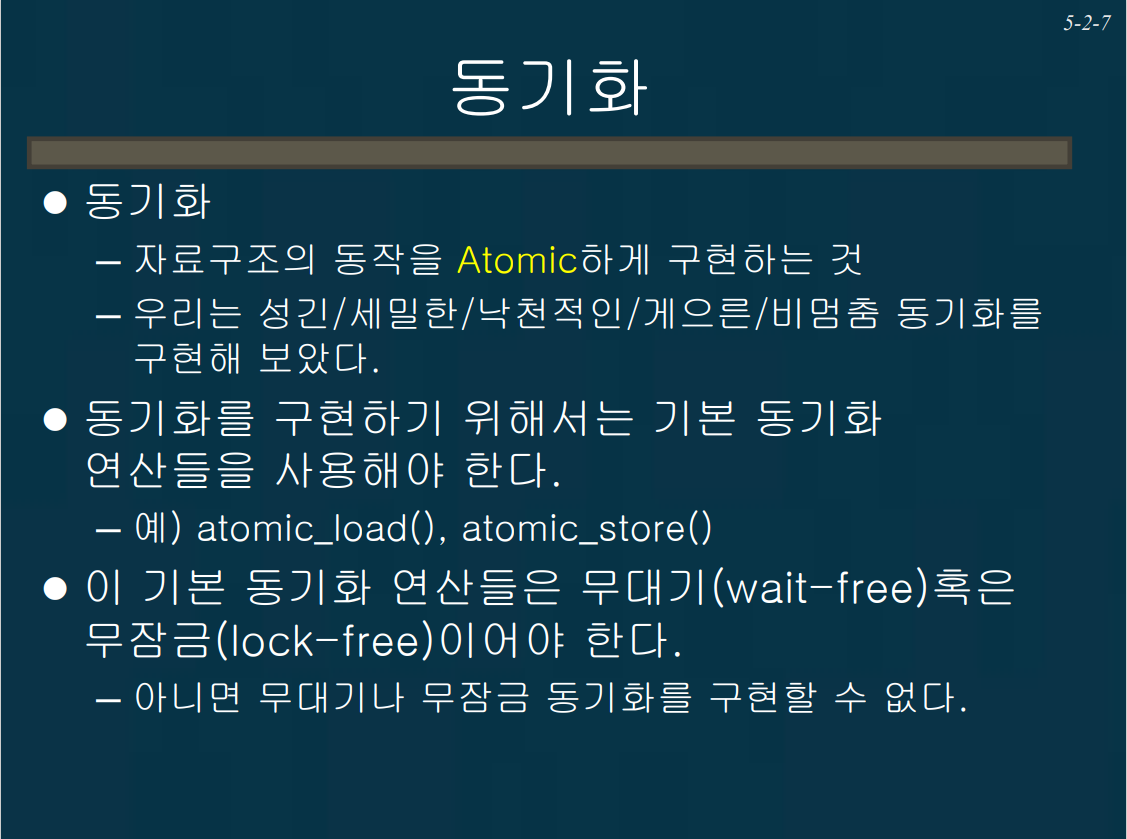 5-2-7
동기화
● 동기화
– 자료구조의 동작을 Atomic하게 구현하는 것
– 우리는 성긴/세밀한/낙천적인/게으른/비멈춤 동기화를
구현해 보았다.
● 동기화를 구현하기 위해서는 기본 동기화
연산들을 사용해야 한다.
– 예) atomic_load(), atomic_store()
● 이 기본 동기화 연산들은 무대기(wait-free)혹은
무잠금(lock-free)이어야 한다.
– 아니면 무대기나 무잠금 동기화를 구현할 수 없다.